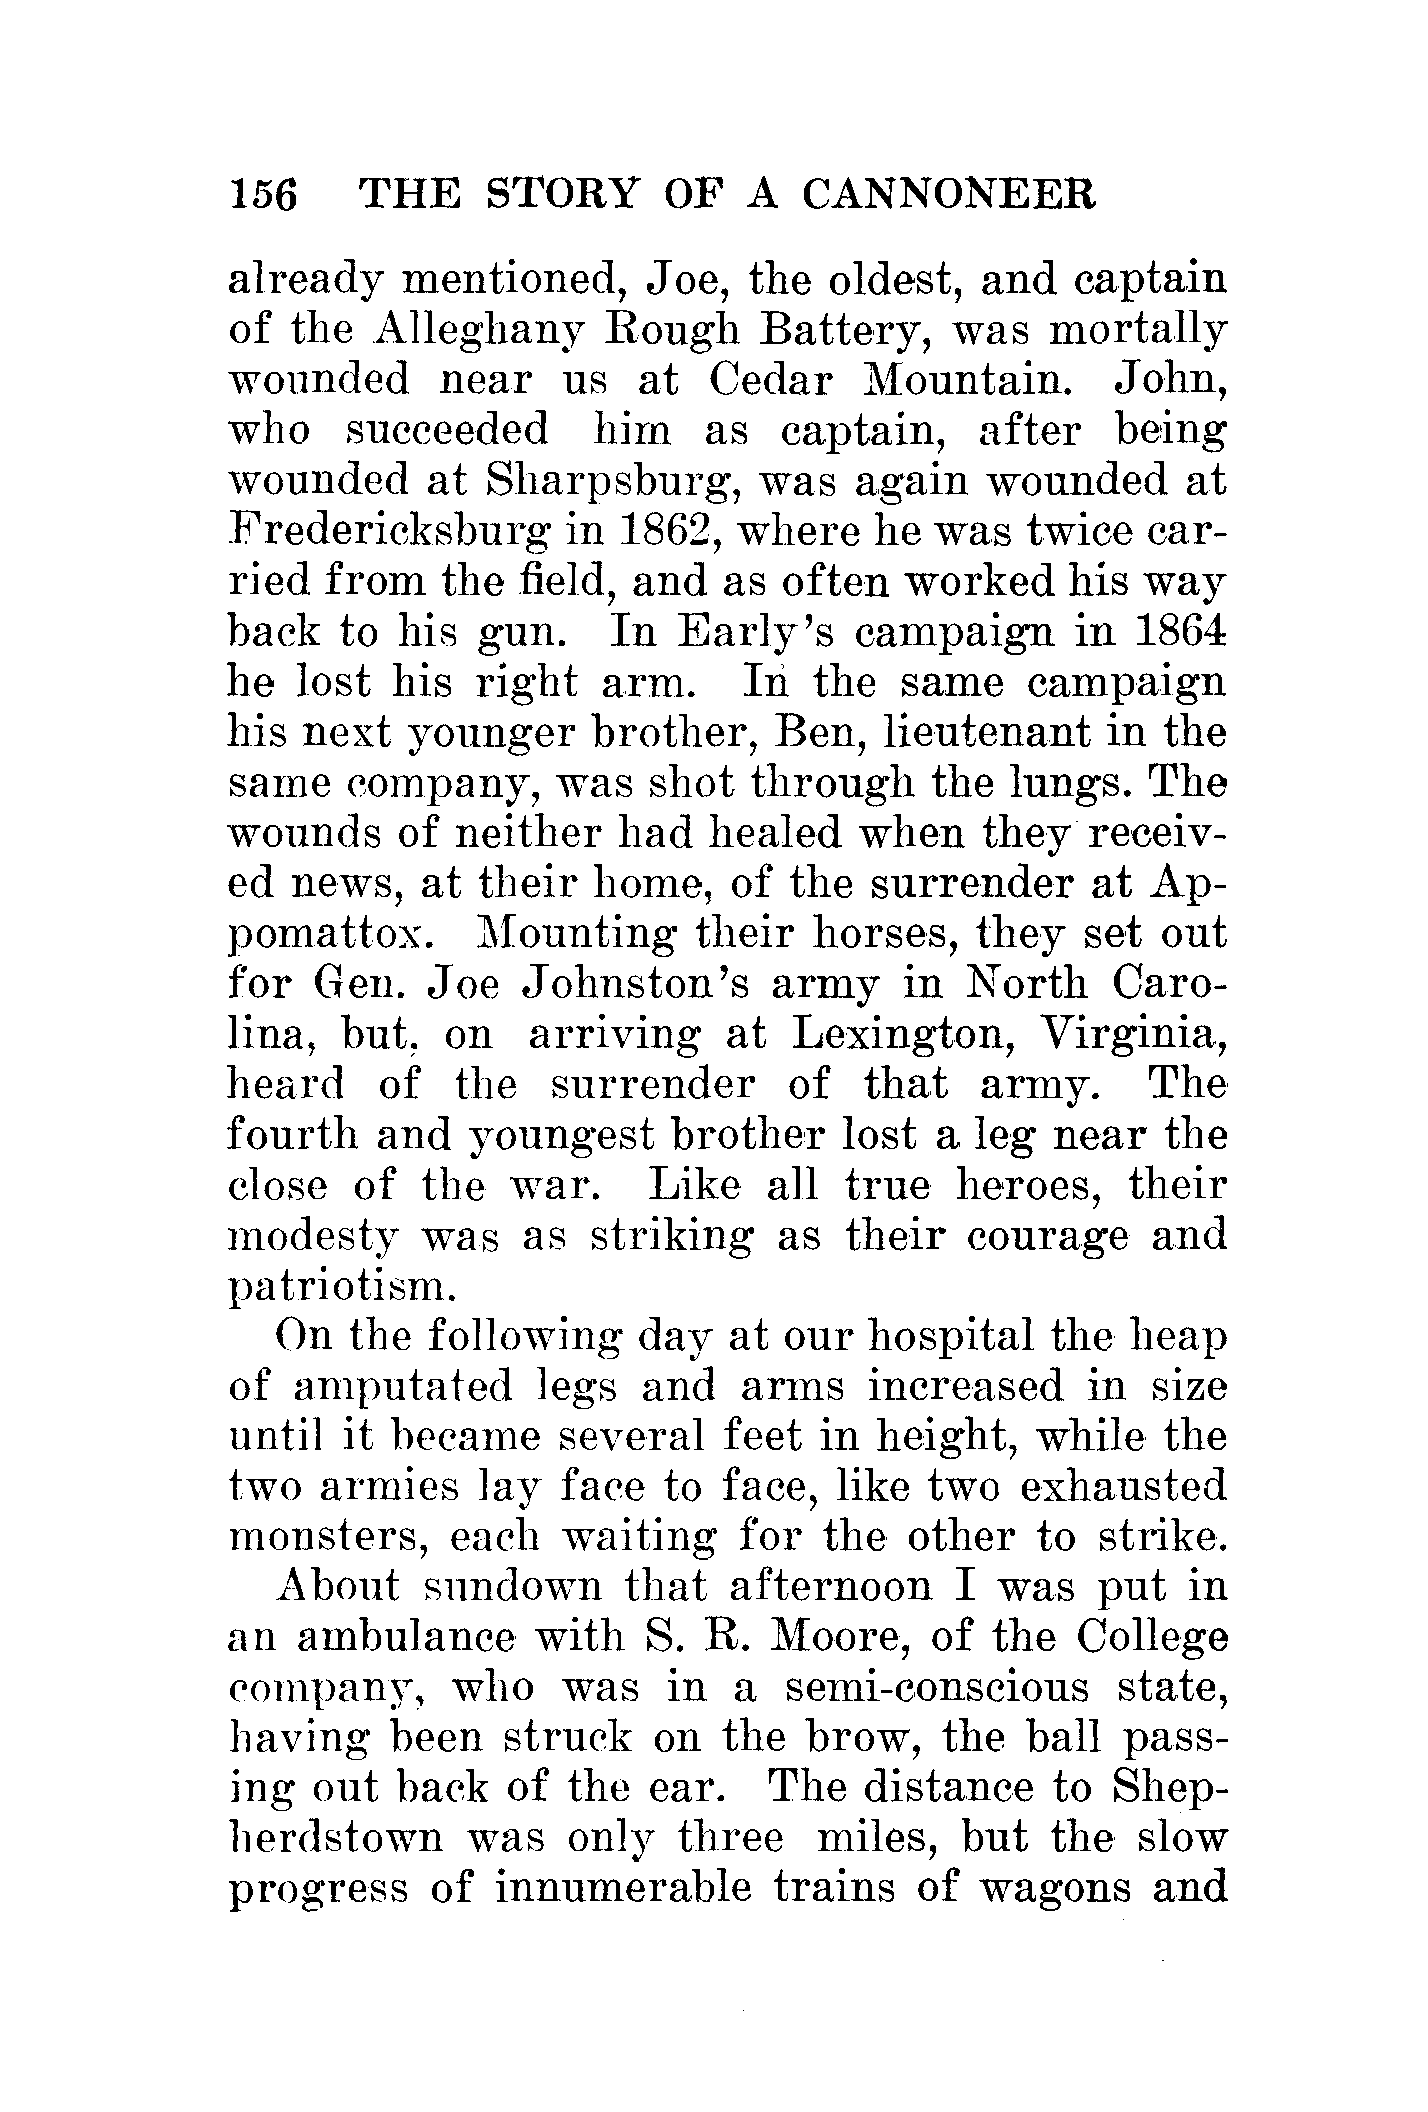 156 THE STORY OF A CANNONEER
already mentioned, Joe, the oldest, and captain
of the Alleghany Rough Battery, was mortally
wounded near us at Cedar Mountain. John,
who succeeded him as captain, after being
wounded at Sharpsburg, was again wounded at
Fredericksburg in 1862, where he was twice car-
ried from the field, and as often worked his way
back to his gun. In Early's campaign in 1864
he lost his right arm. In the same campaign
his next younger brother, Ben, lieutenant in the
same company, was shot through the lungs. The
wounds of neither had healed when they receiv-
ed news, at their home, of the surrender at Ap-
pomattox. Mounting their horses, they set out
for Gen. Joe Johnston's army in North Caro-
lina, but, on arriving at Lexington, Virginia,
heard of the surrender of that army. The
fourth and youngest brother lost a leg near the
close of the war. Like all true heroes, their
modesty was as striking as their courage and
patriotism.
On the following day at our hospital the heap
of amputated legs and arms increased in size
until it became several feet in height, while the
two armies lay face to face, like two exhausted
monsters, each waiting for the other to strike.
About sundown that afternoon I was put in
an ambulance with S. R. Moore, of the College
company, who was in a semi-conscious state,
having been struck on the brow, the ball pass-
ing out back of the ear. The distance to Shep-
herdstown was only three miles, but the slow
progress of innumerable trains of wagons and